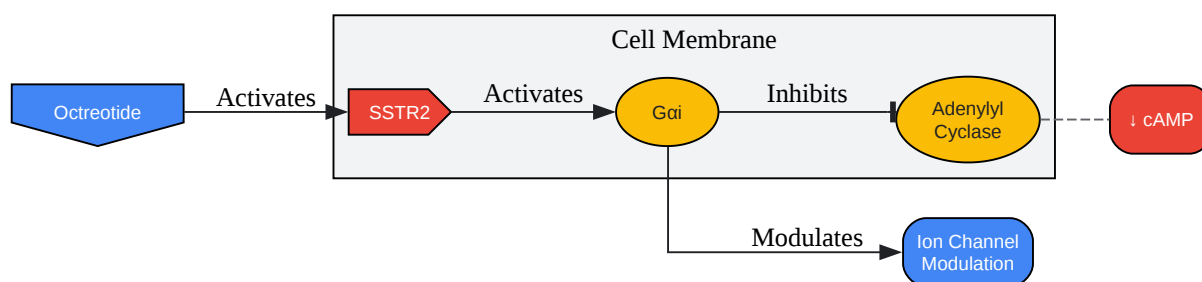 Cell Membrane
Octreotide
Activates
SSTR2
Activates
Gαi
Inhibits
Adenylyl
Cyclase
↓ cAMP
Modulates
Ion Channel
Modulation